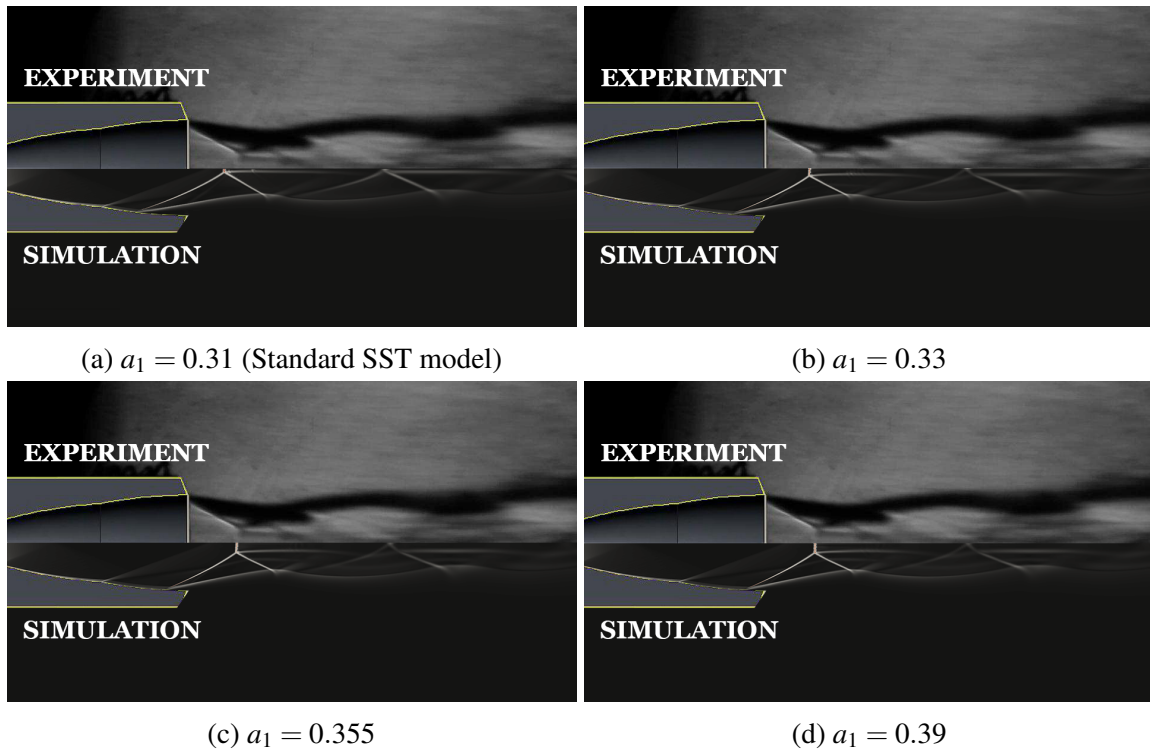 EXPERIMENT
SIMULATION
(a) a₁ = 0.31 (Standard SST model)
EXPERIMENT
SIMULATION
(b) a₁ = 0.33
EXPERIMENT
SIMULATION
(c) a₁ = 0.355
EXPERIMENT
SIMULATION
(d) a₁ = 0.39